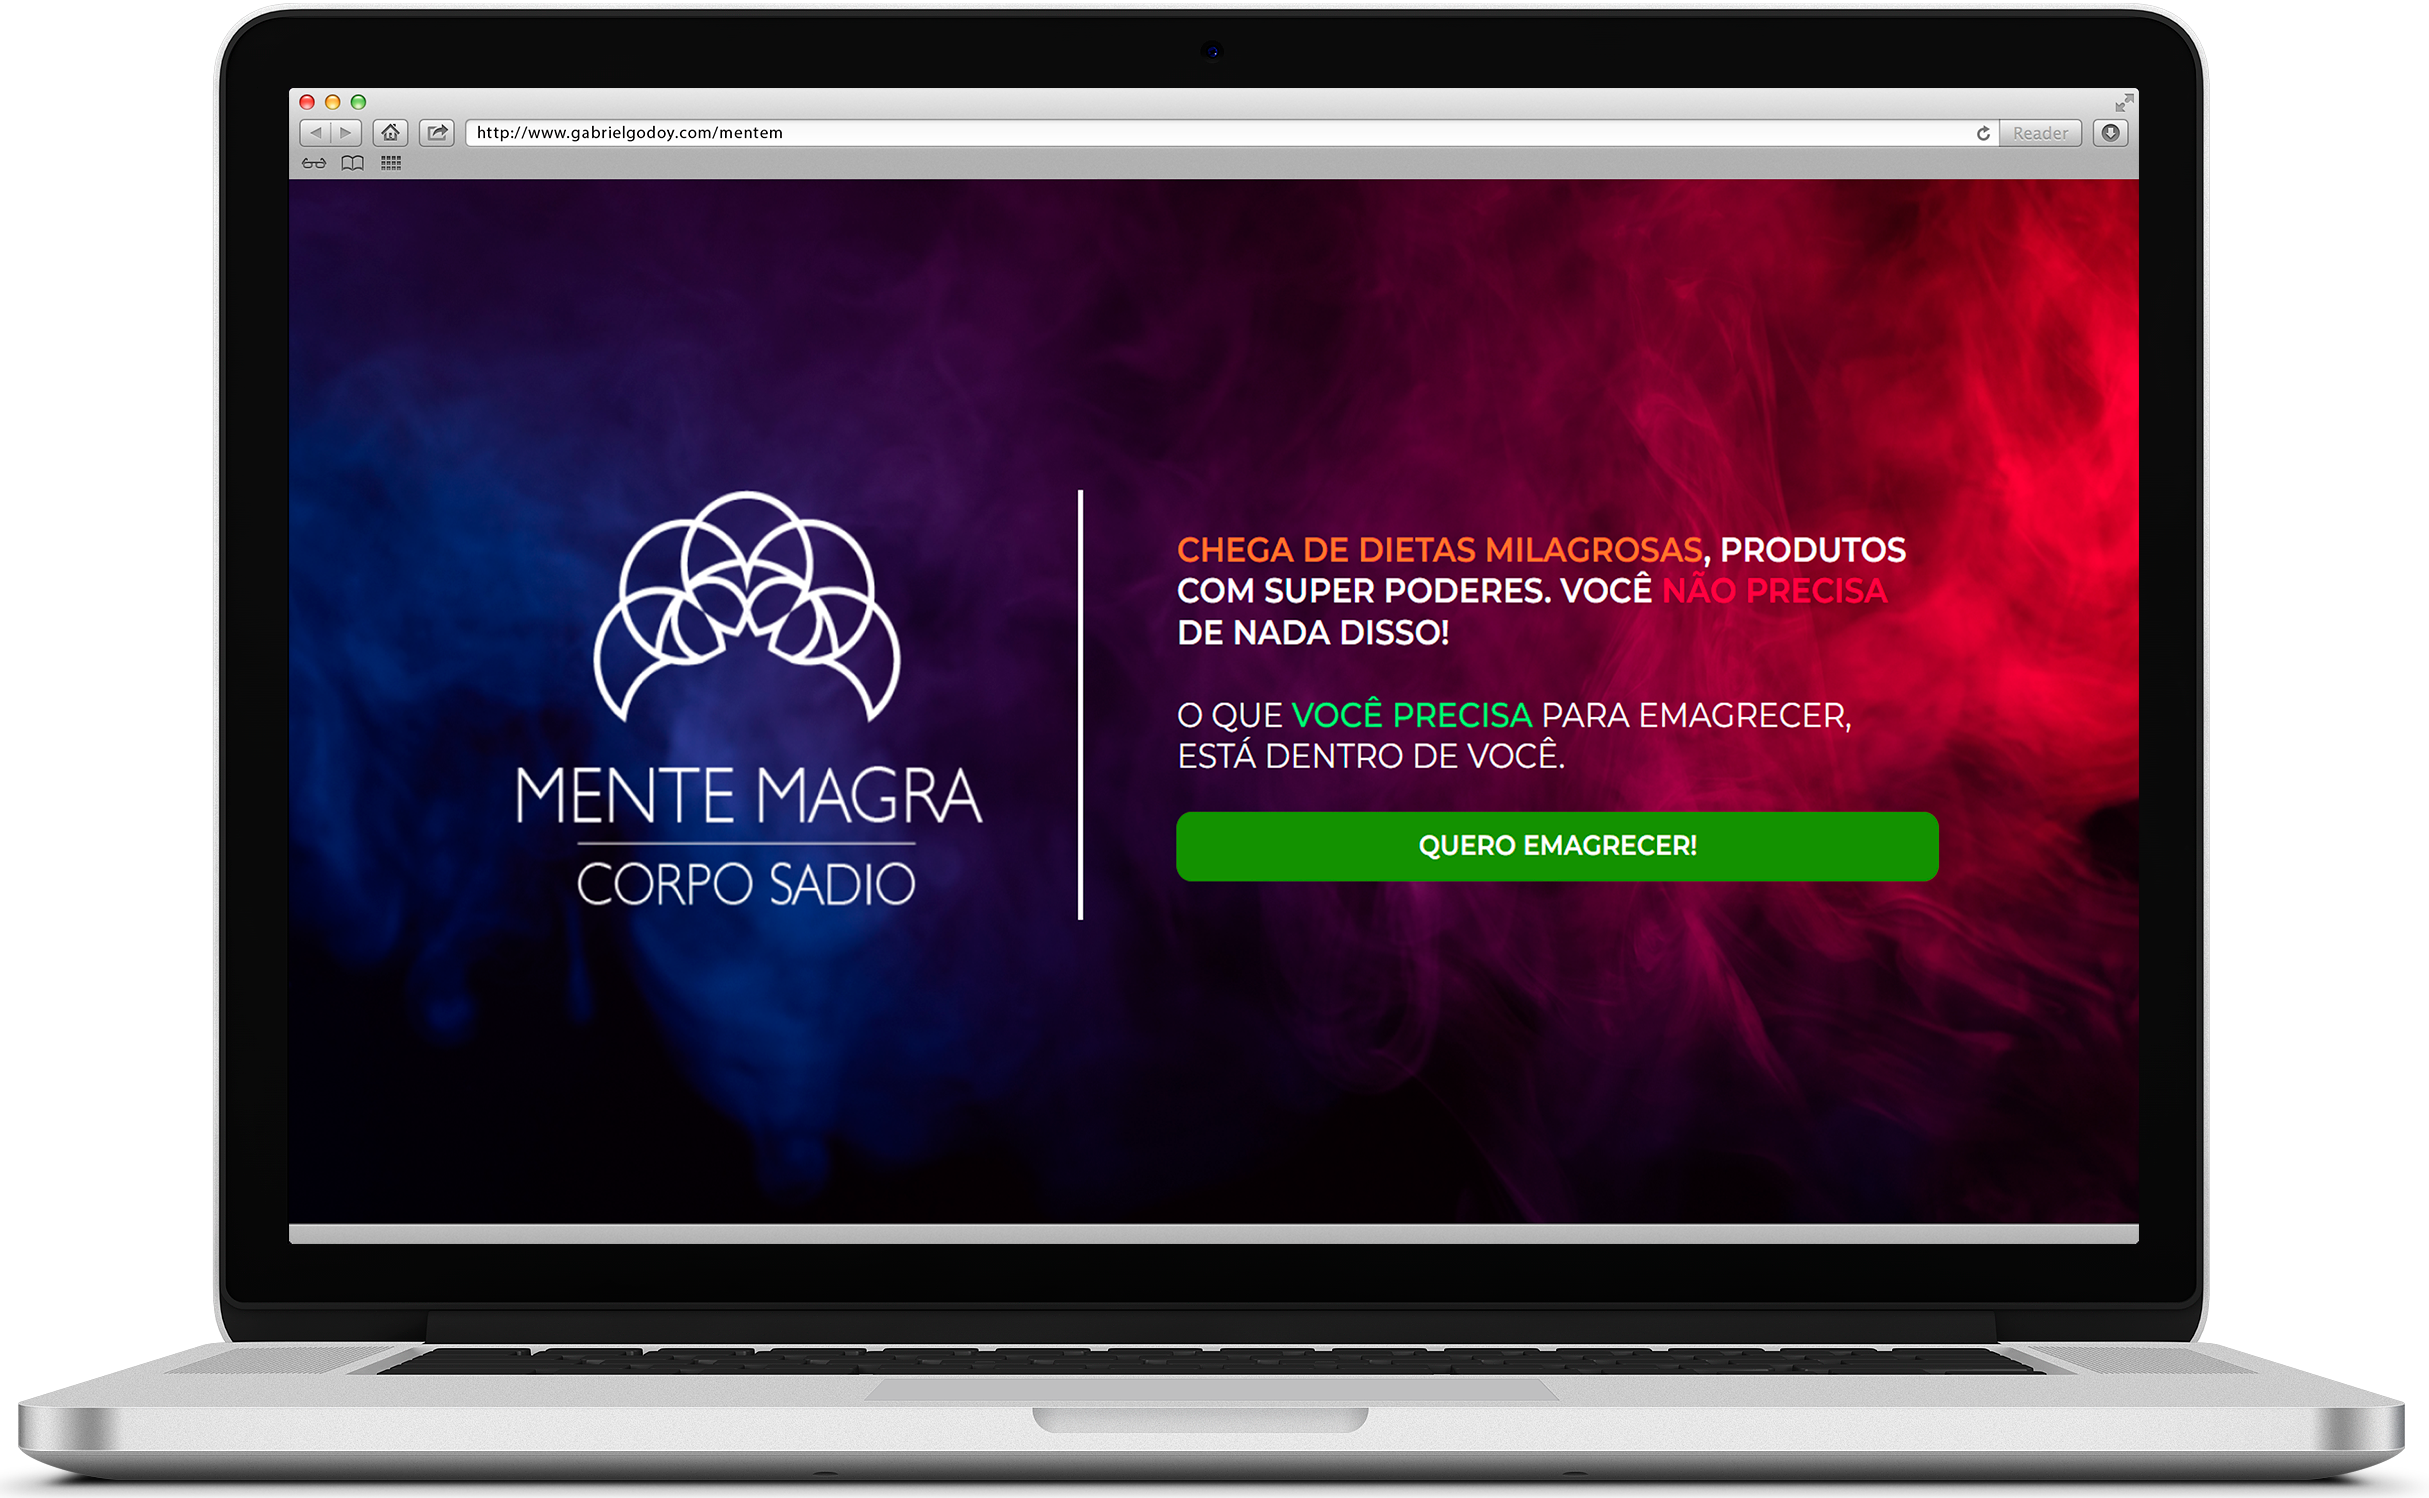 http://www.gabrielgodoy.com/mentem
Reader
MENTE MAGRA
CORPO SADIO
CHEGA DE DIETAS MILAGROSAS, PRODUTOS
COM SUPER PODERES. VOCÊ NÃO PRECISA
DE NADA DISSO!
O QUE VOCÊ PRECISA PARA EMAGRECER,
ESTÁ DENTRO DE VOCÊ.
QUERO EMAGRECER!